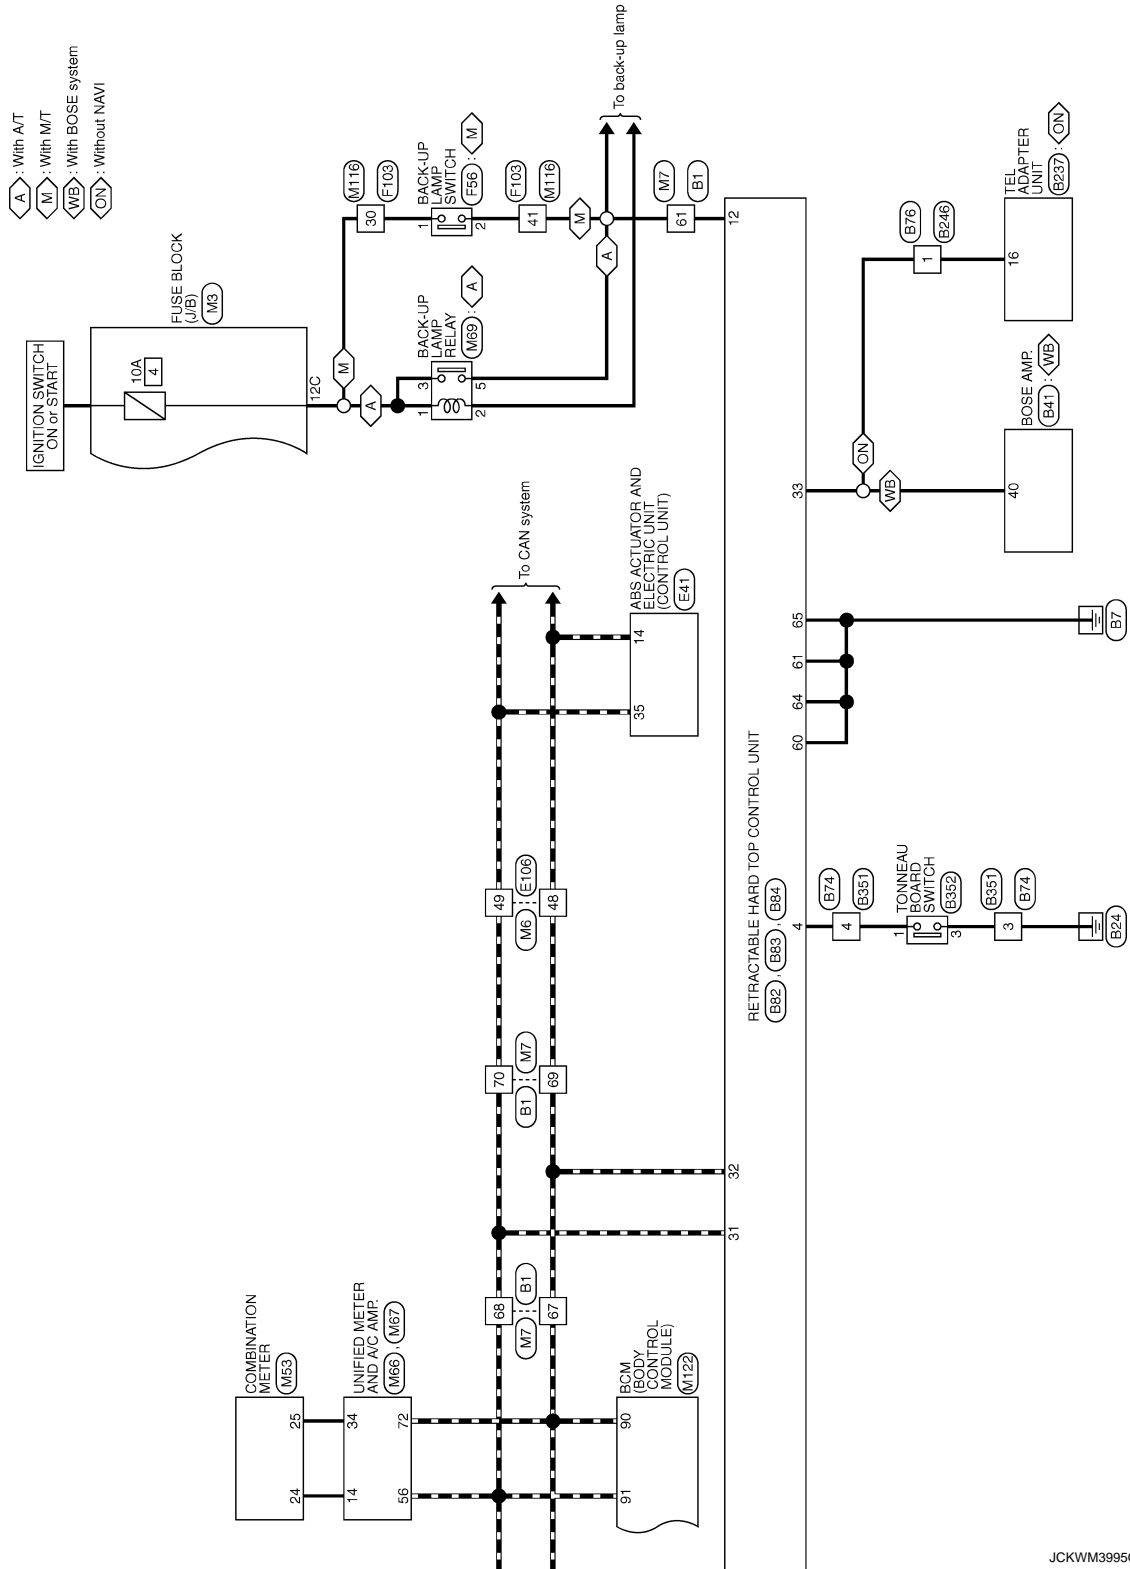 A : With A/T
M : With M/T
WB : With BOSE system
ON : Without NAVI
IGNITION SWITCH
ON or START
FUSE BLOCK
(J/B)
M3
10A
4
12C
M
A
M116
F103
30
1
BACK-UP
LAMP
SWITCH
F56 : M
2
F103
M116
41
M
A
To back-up lamp
3
1
BACK-UP
LAMP
RELAY
M69 : A
5
2
M7
B1
61
12
COMBINATION
METER
M53
24
25
UNIFIED METER
AND A/C AMP.
M66 , M67
14
34
56
72
BCM
(BODY
CONTROL
MODULE)
M122
91
90
68
M7
B1
67
31
32
70
B1
M7
69
49
M6
E106
48
To CAN system
ABS ACTUATOR AND
ELECTRIC UNIT
(CONTROL UNIT)
E41
35
14
RETRACTABLE HARD TOP CONTROL UNIT
B82 , B83 , B84
4
B74
B351
4
TONNEAU
BOARD
SWITCH
B352
1
3
B351
B74
3
B24
60
64
61
65
B7
33
ON
WB
BOSE AMP.
B41 : WB
40
B76
B246
1
TEL
ADAPTER
UNIT
B237 : ON
16